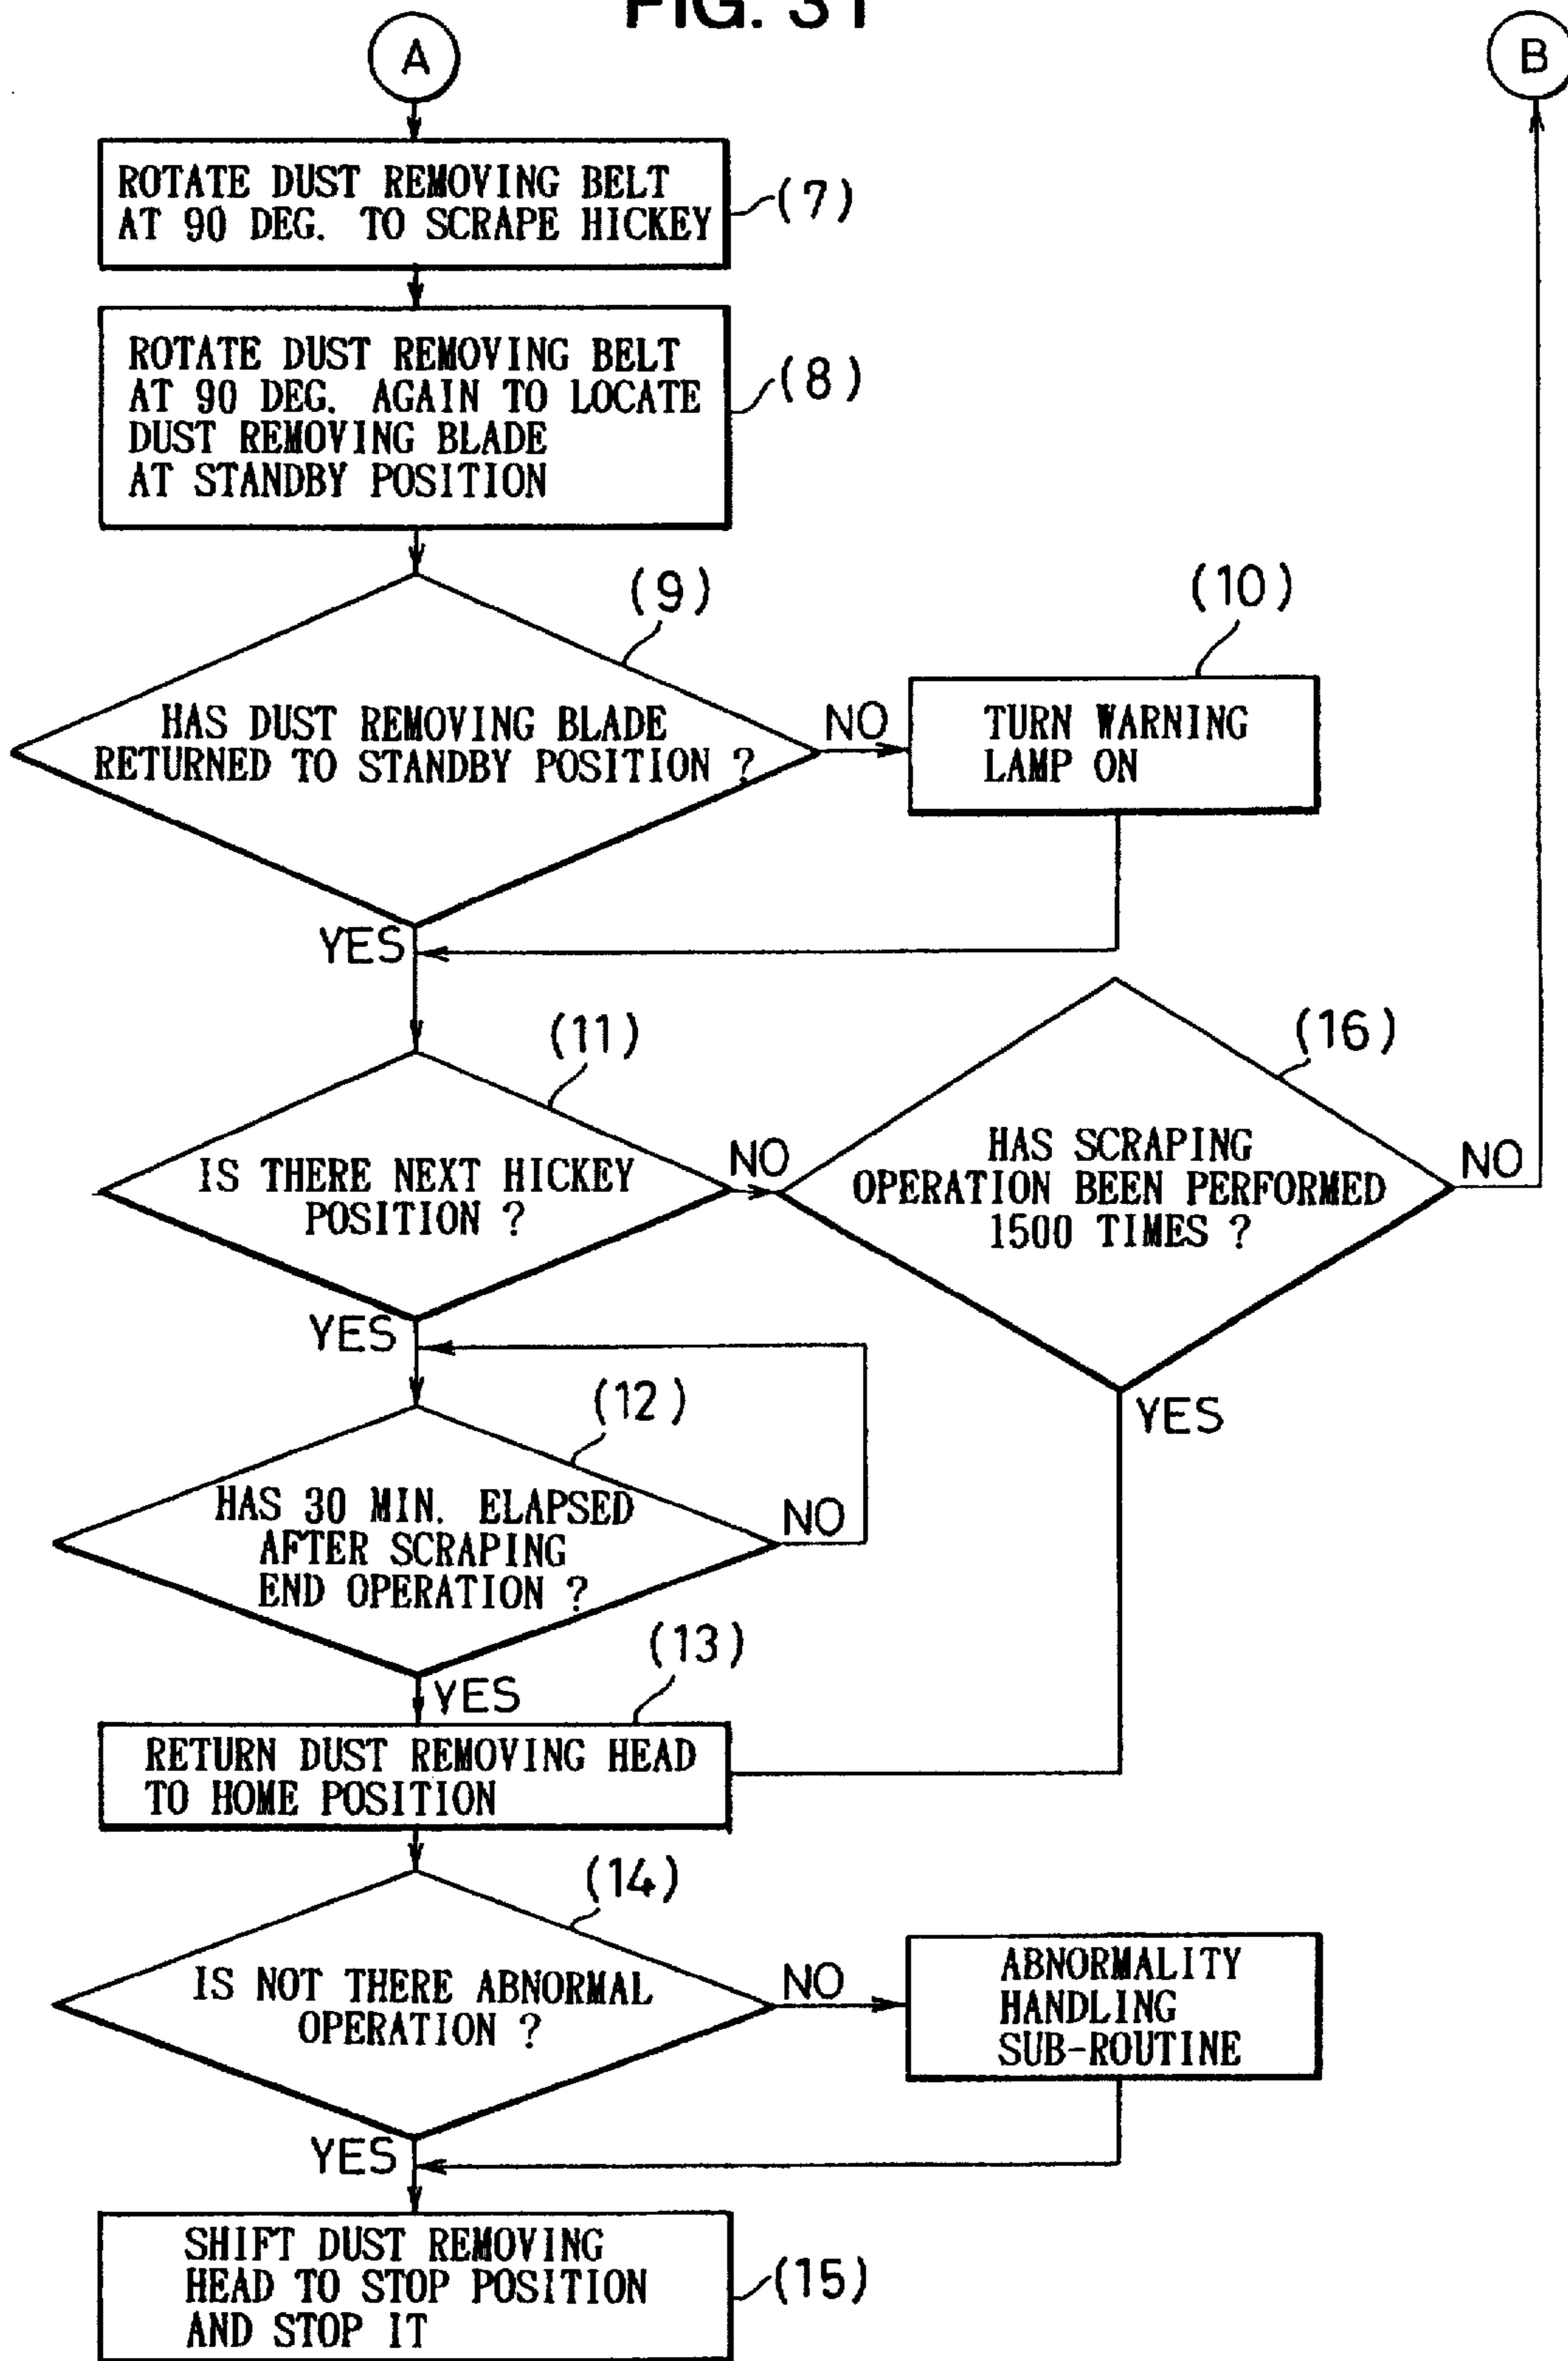 FIG. 31
A
B
ROTATE DUST REMOVING BELT
AT 90 DEG. TO SCRAPE HICKEY
(7)
ROTATE DUST REMOVING BELT
AT 90 DEG. AGAIN TO LOCATE
DUST REMOVING BLADE
AT STANDBY POSITION
(8)
(9)
HAS DUST REMOVING BLADE
RETURNED TO STANDBY POSITION ?
NO
(10)
TURN WARNING
LAMP ON
YES
(11)
IS THERE NEXT HICKEY
POSITION ?
NO
(16)
HAS SCRAPING
OPERATION BEEN PERFORMED
1500 TIMES ?
NO
YES
YES
(12)
HAS 30 MIN. ELAPSED
AFTER SCRAPING
END OPERATION ?
NO
YES
(13)
RETURN DUST REMOVING HEAD
TO HOME POSITION
(14)
IS NOT THERE ABNORMAL
OPERATION ?
NO
ABNORMALITY
HANDLING
SUB-ROUTINE
YES
SHIFT DUST REMOVING
HEAD TO STOP POSITION
AND STOP IT
(15)